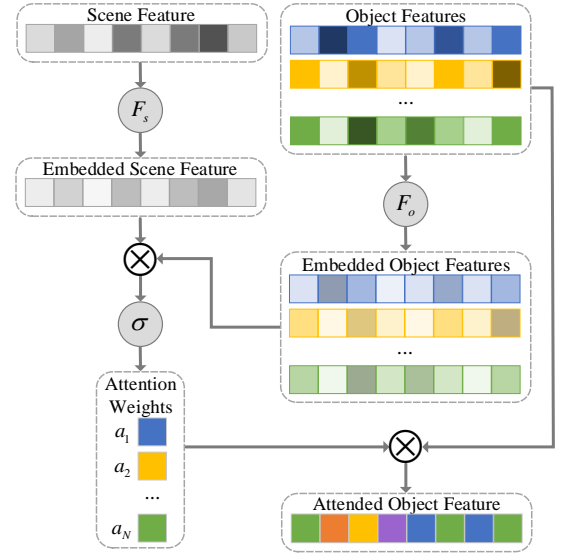 Scene Feature
Object Features
...
F_s
Embedded Scene Feature
F_o
Embedded Object Features
...
σ
Attention
Weights
a_1
a_2
...
a_N
Attended Object Feature